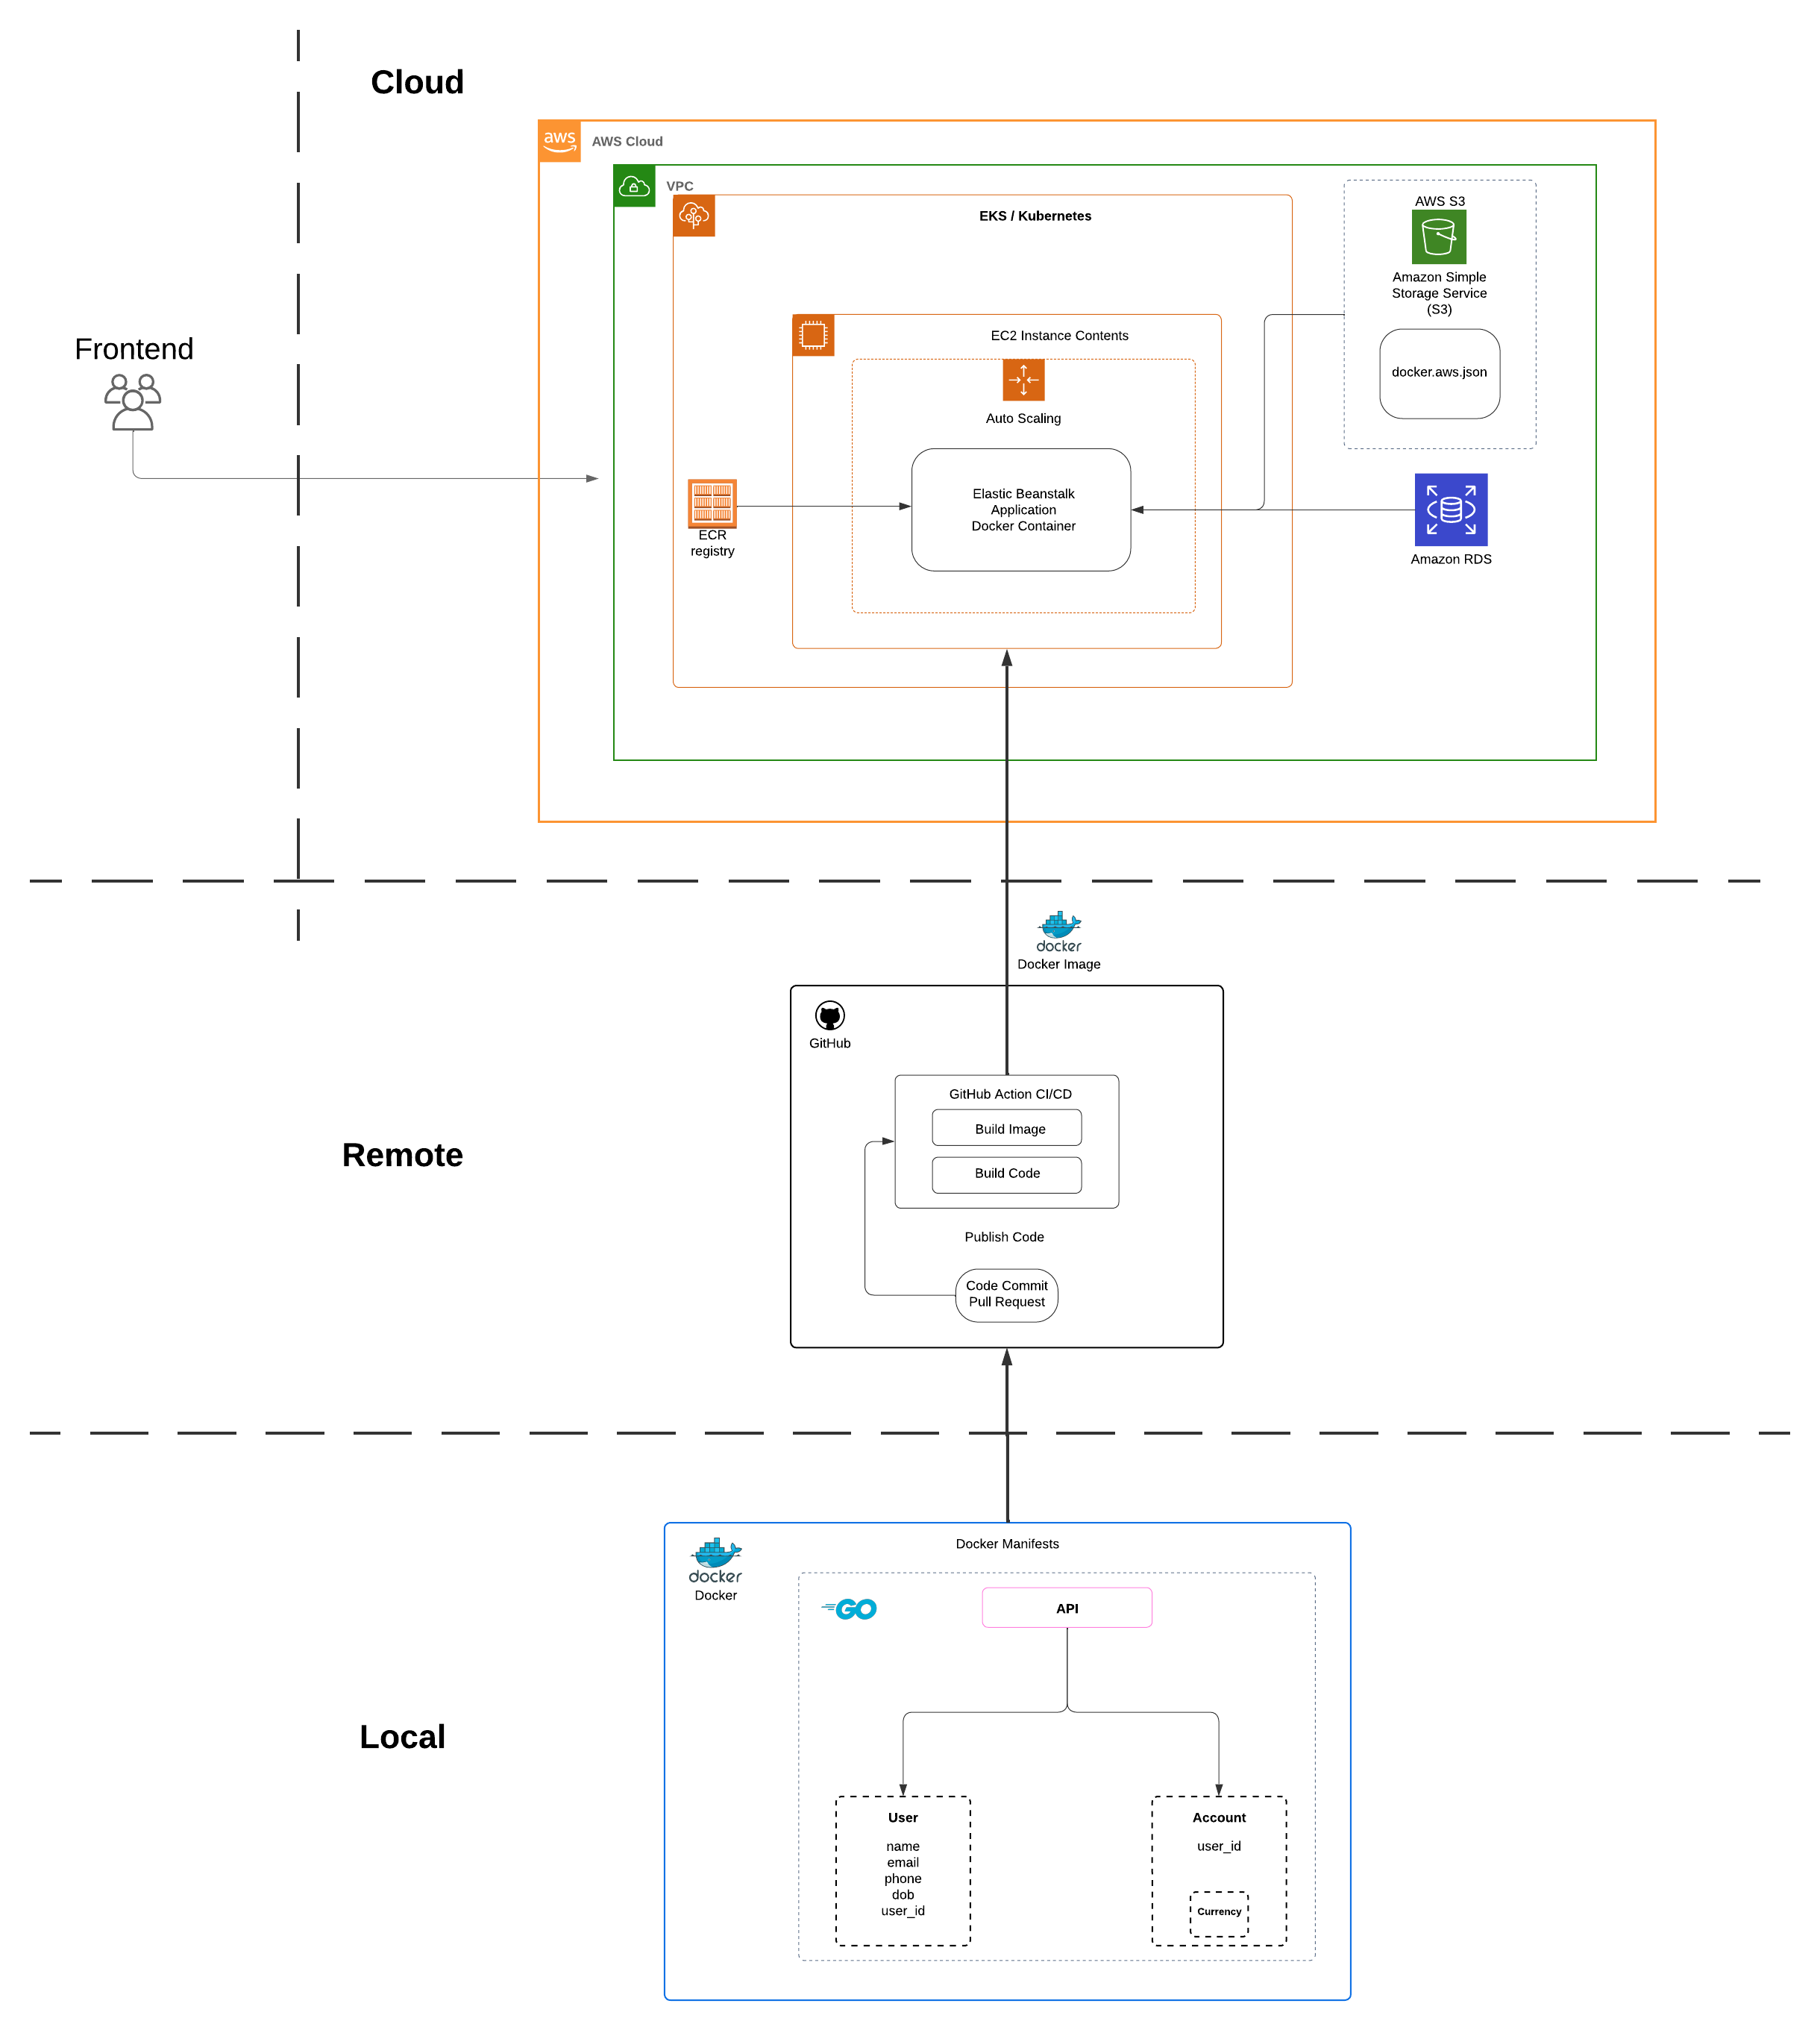 Cloud
aws
AWS Cloud
VPC
EKS / Kubernetes
AWS S3
Amazon Simple
Storage Service
(S3)
docker.aws.json
EC2 Instance Contents
Auto Scaling
Frontend
Elastic Beanstalk
Application
Docker Container
ECR
registry
Amazon RDS
docker
Docker Image
GitHub
GitHub Action CI/CD
Build Image
Build Code
Remote
Publish Code
Code Commit
Pull Request
Docker Manifests
docker
Docker
GO
API
Local
User
name
email
phone
dob
user_id
Account
user_id
Currency